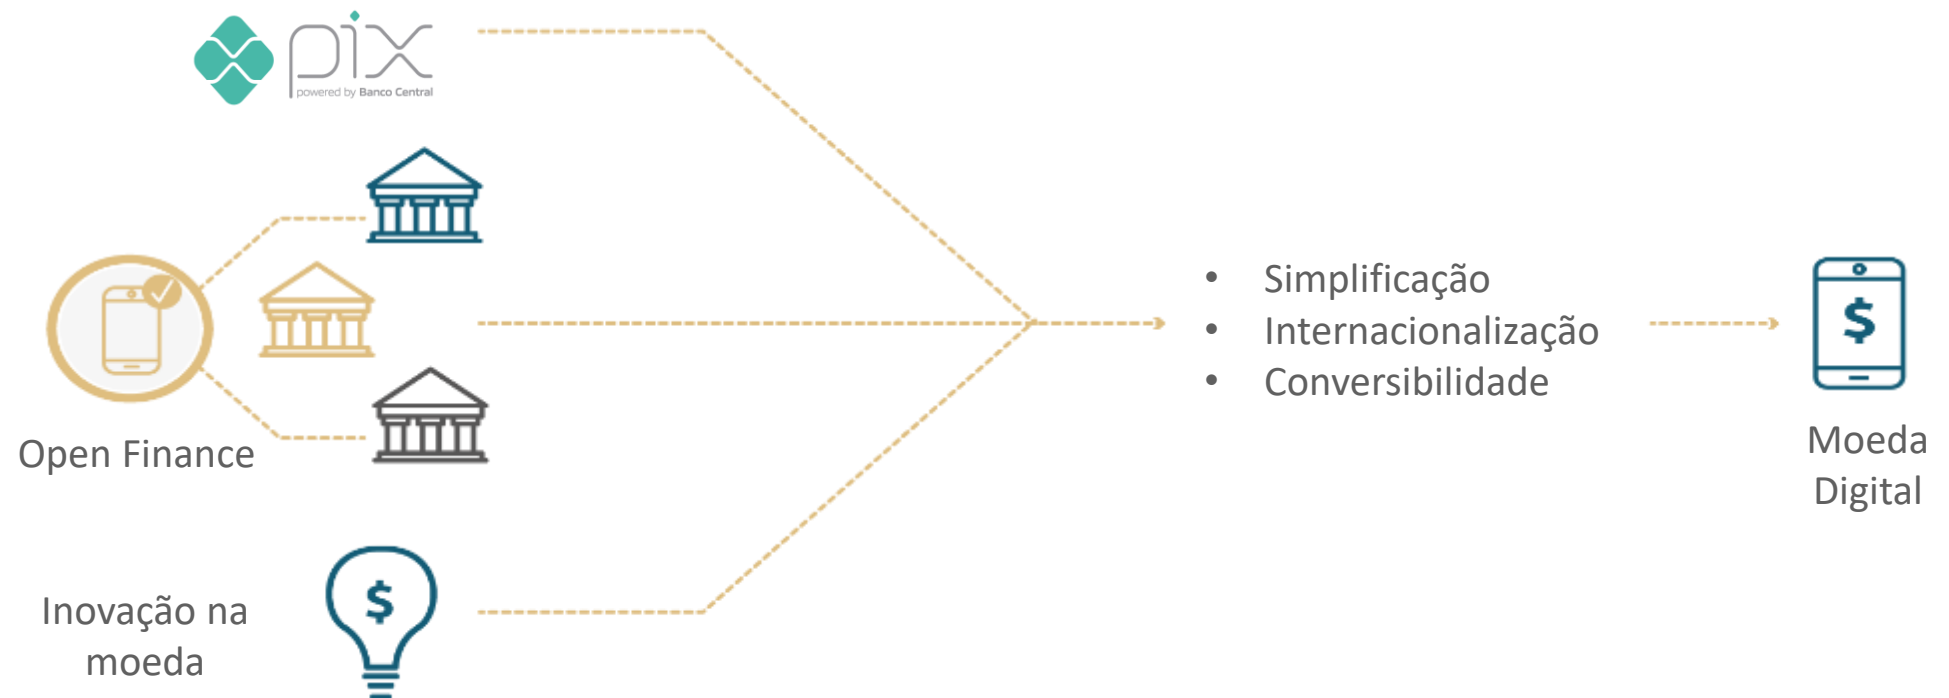 pix
powered by Banco Central
Open Finance
Inovação na
moeda
$
• Simplificação
• Internacionalização
• Conversibilidade
$
Moeda
Digital